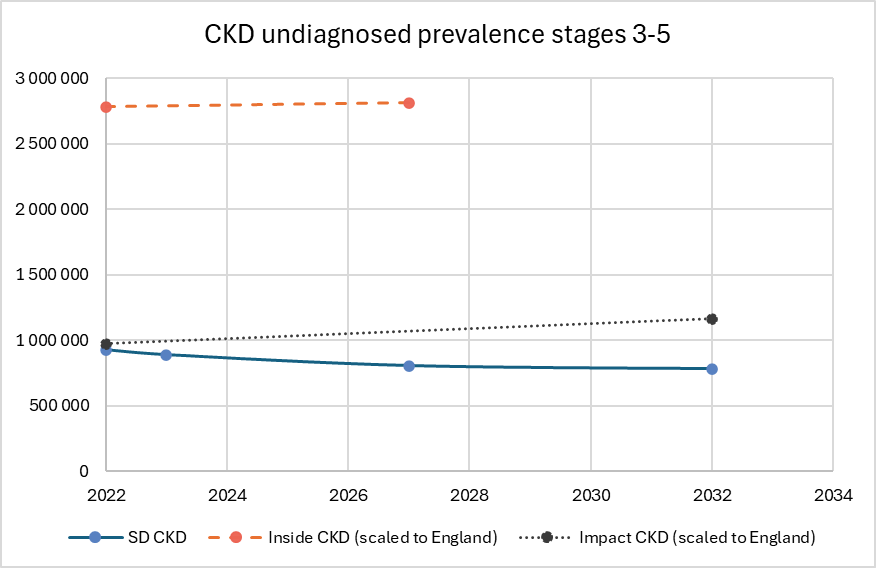 CKD undiagnosed prevalence stages 3-5
3 000 000
2 500 000
2 000 000
1 500 000
1 000 000
500 000
0
2022 2024 2026 2028 2030 2032 2034
SD CKD Inside CKD (scaled to England) Impact CKD (scaled to England)